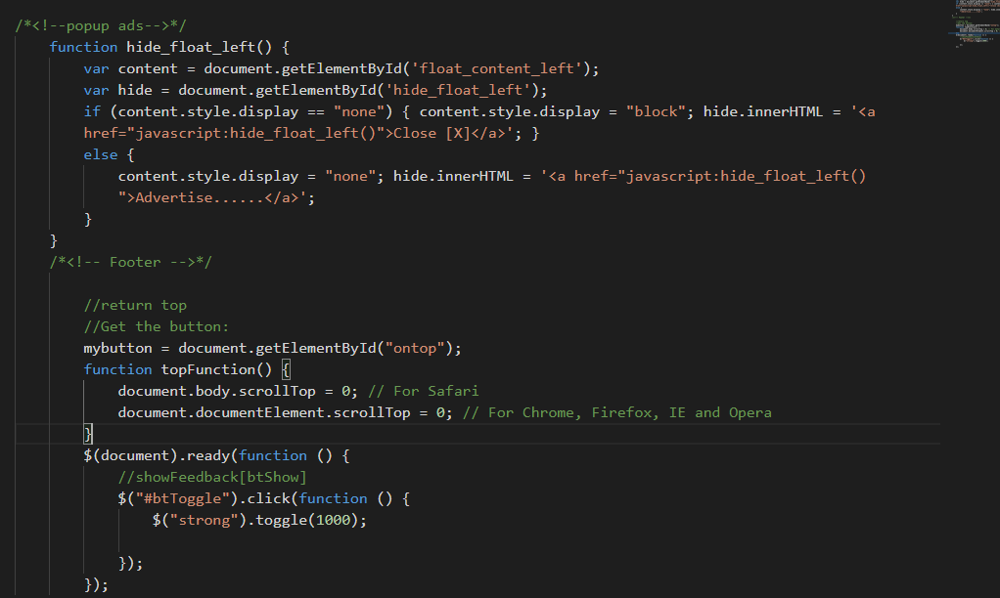 /*<!--popup ads-->*/
function hide_float_left() {
var content = document.getElementById('float_content_left');
var hide = document.getElementById('hide_float_left');
if (content.style.display == "none") { content.style.display = "block"; hide.innerHTML = '<a
href="javascript:hide_float_left()">Close [X]</a>'; }
else {
content.style.display = "none"; hide.innerHTML = '<a href="javascript:hide_float_left()
">Advertise......</a>';
}
}
/*<!-- Footer -->*/
//return top
//Get the button:
mybutton = document.getElementById("ontop");
function topFunction() {
document.body.scrollTop = 0; // For Safari
document.documentElement.scrollTop = 0; // For Chrome, Firefox, IE and Opera
}
$(document).ready(function () {
//showFeedback[btShow]
$("#btToggle").click(function () {
$("strong").toggle(1000);
});
});